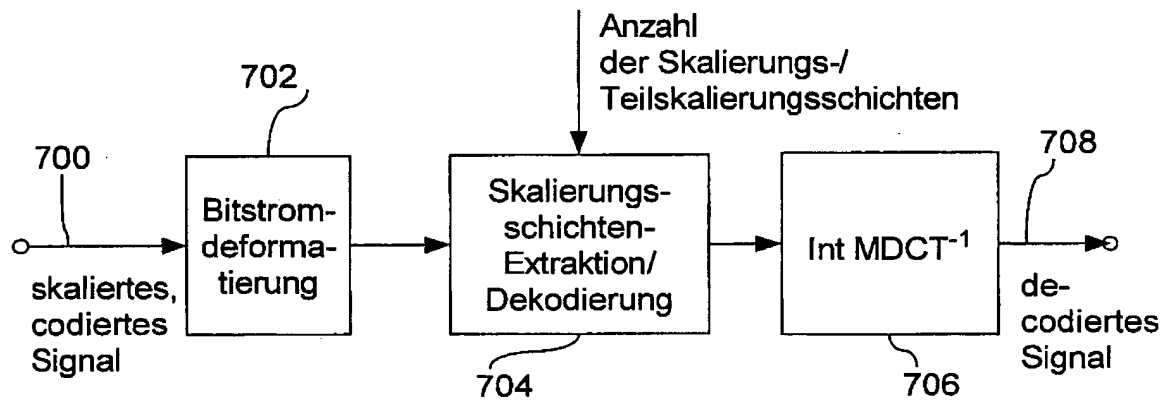 Anzahl
der Skalierungs-/
Teilskalierungsschichten
702
700
708
Bitstrom-
deforma-
tierung
Skalierungs-
schichten-
Extraktion/
Dekodierung
Int MDCT⁻¹
skaliertes,
codiertes
Signal
de-
codiertes
Signal
704
706